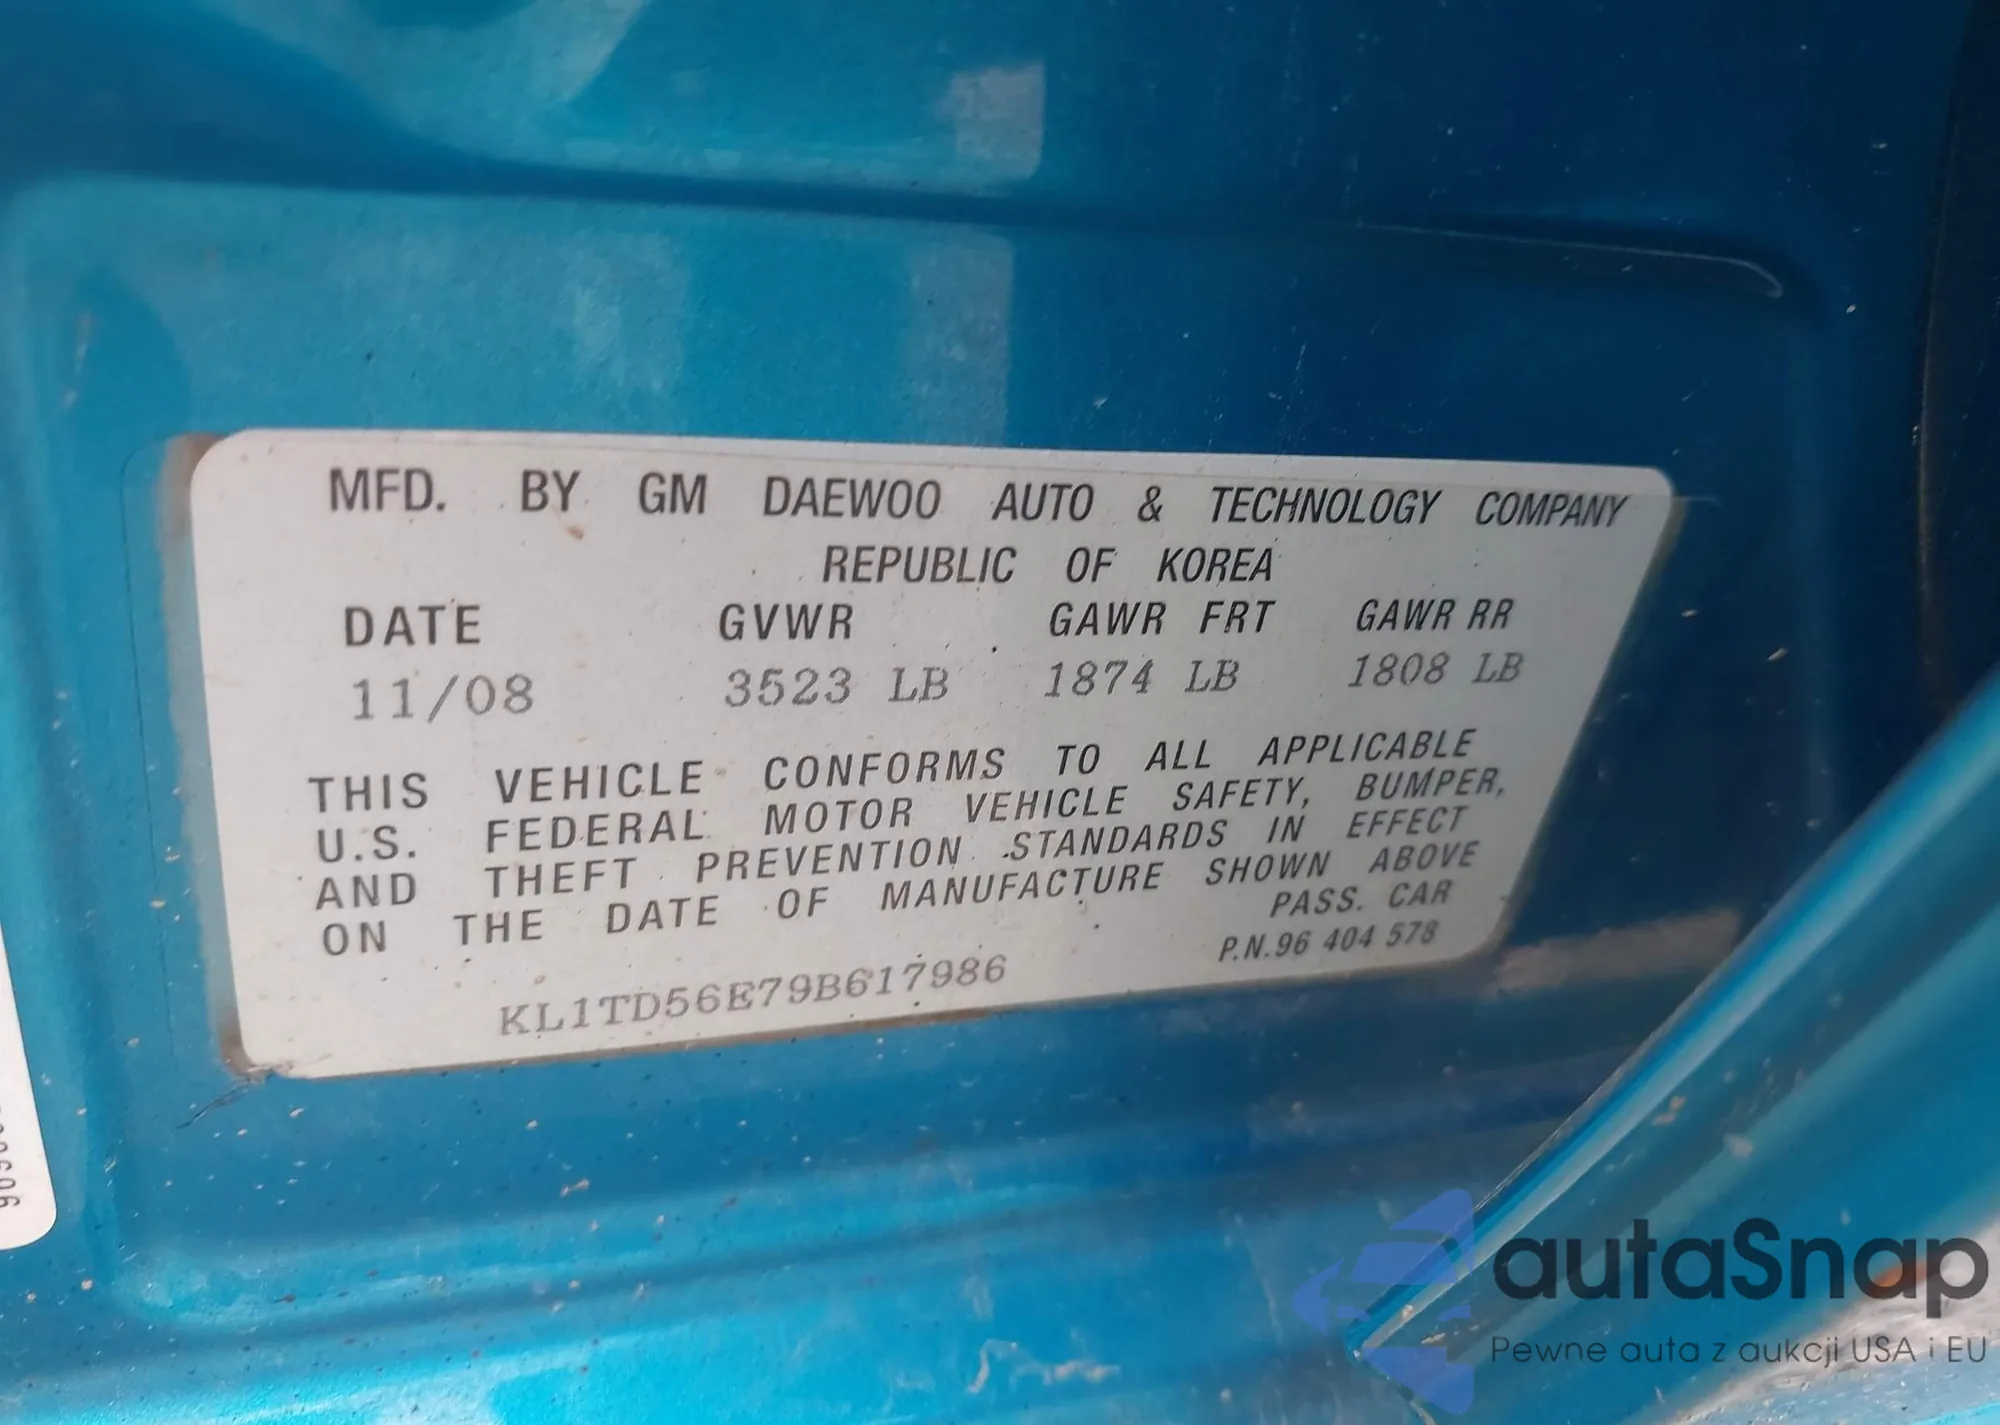 MFD. BY GM DAEWOO AUTO & TECHNOLOGY COMPANY
REPUBLIC OF KOREA
DATE GVWR GAWR FRT GAWR RR
11/08 3523 LB 1874 LB 1808 LB
THIS VEHICLE CONFORMS TO ALL APPLICABLE
U.S. FEDERAL MOTOR VEHICLE SAFETY, BUMPER,
AND THEFT PREVENTION STANDARDS IN EFFECT
ON THE DATE OF MANUFACTURE SHOWN ABOVE
PASS. CAR
P.N.96 404 578
KL1TD56E79B617986
autaSnap
Pewne auta z aukcji USA i EU